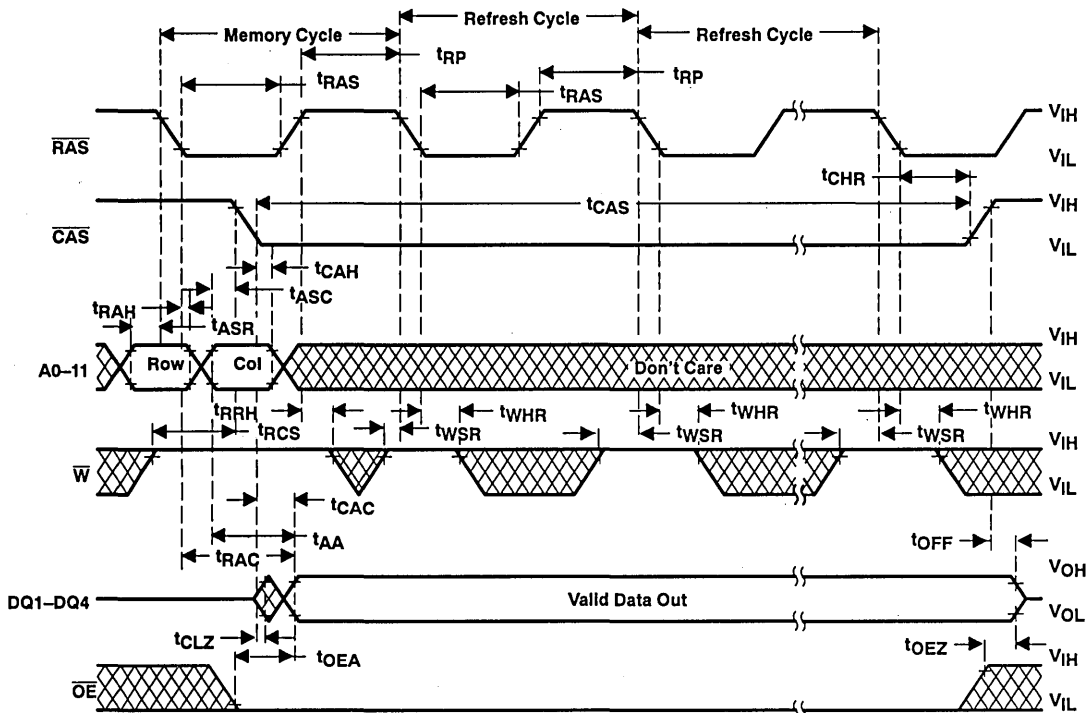 Memory Cycle
Refresh Cycle
Refresh Cycle
tRP
tRP
tRAS
tRAS
RAS
VIH
VIL
tCHR
tCAS
CAS
VIH
VIL
tCAH
tASC
tRAH
tASR
A0–11
Row
Col
Don't Care
VIH
VIL
tRRH
tRCS
tWHR
tWSR
tWHR
tWSR
tWHR
tWSR
W
VIH
VIL
tCAC
tAA
tRAC
tOFF
DQ1–DQ4
Valid Data Out
VOH
VOL
tCLZ
tOEA
tOEZ
OE
VIH
VIL